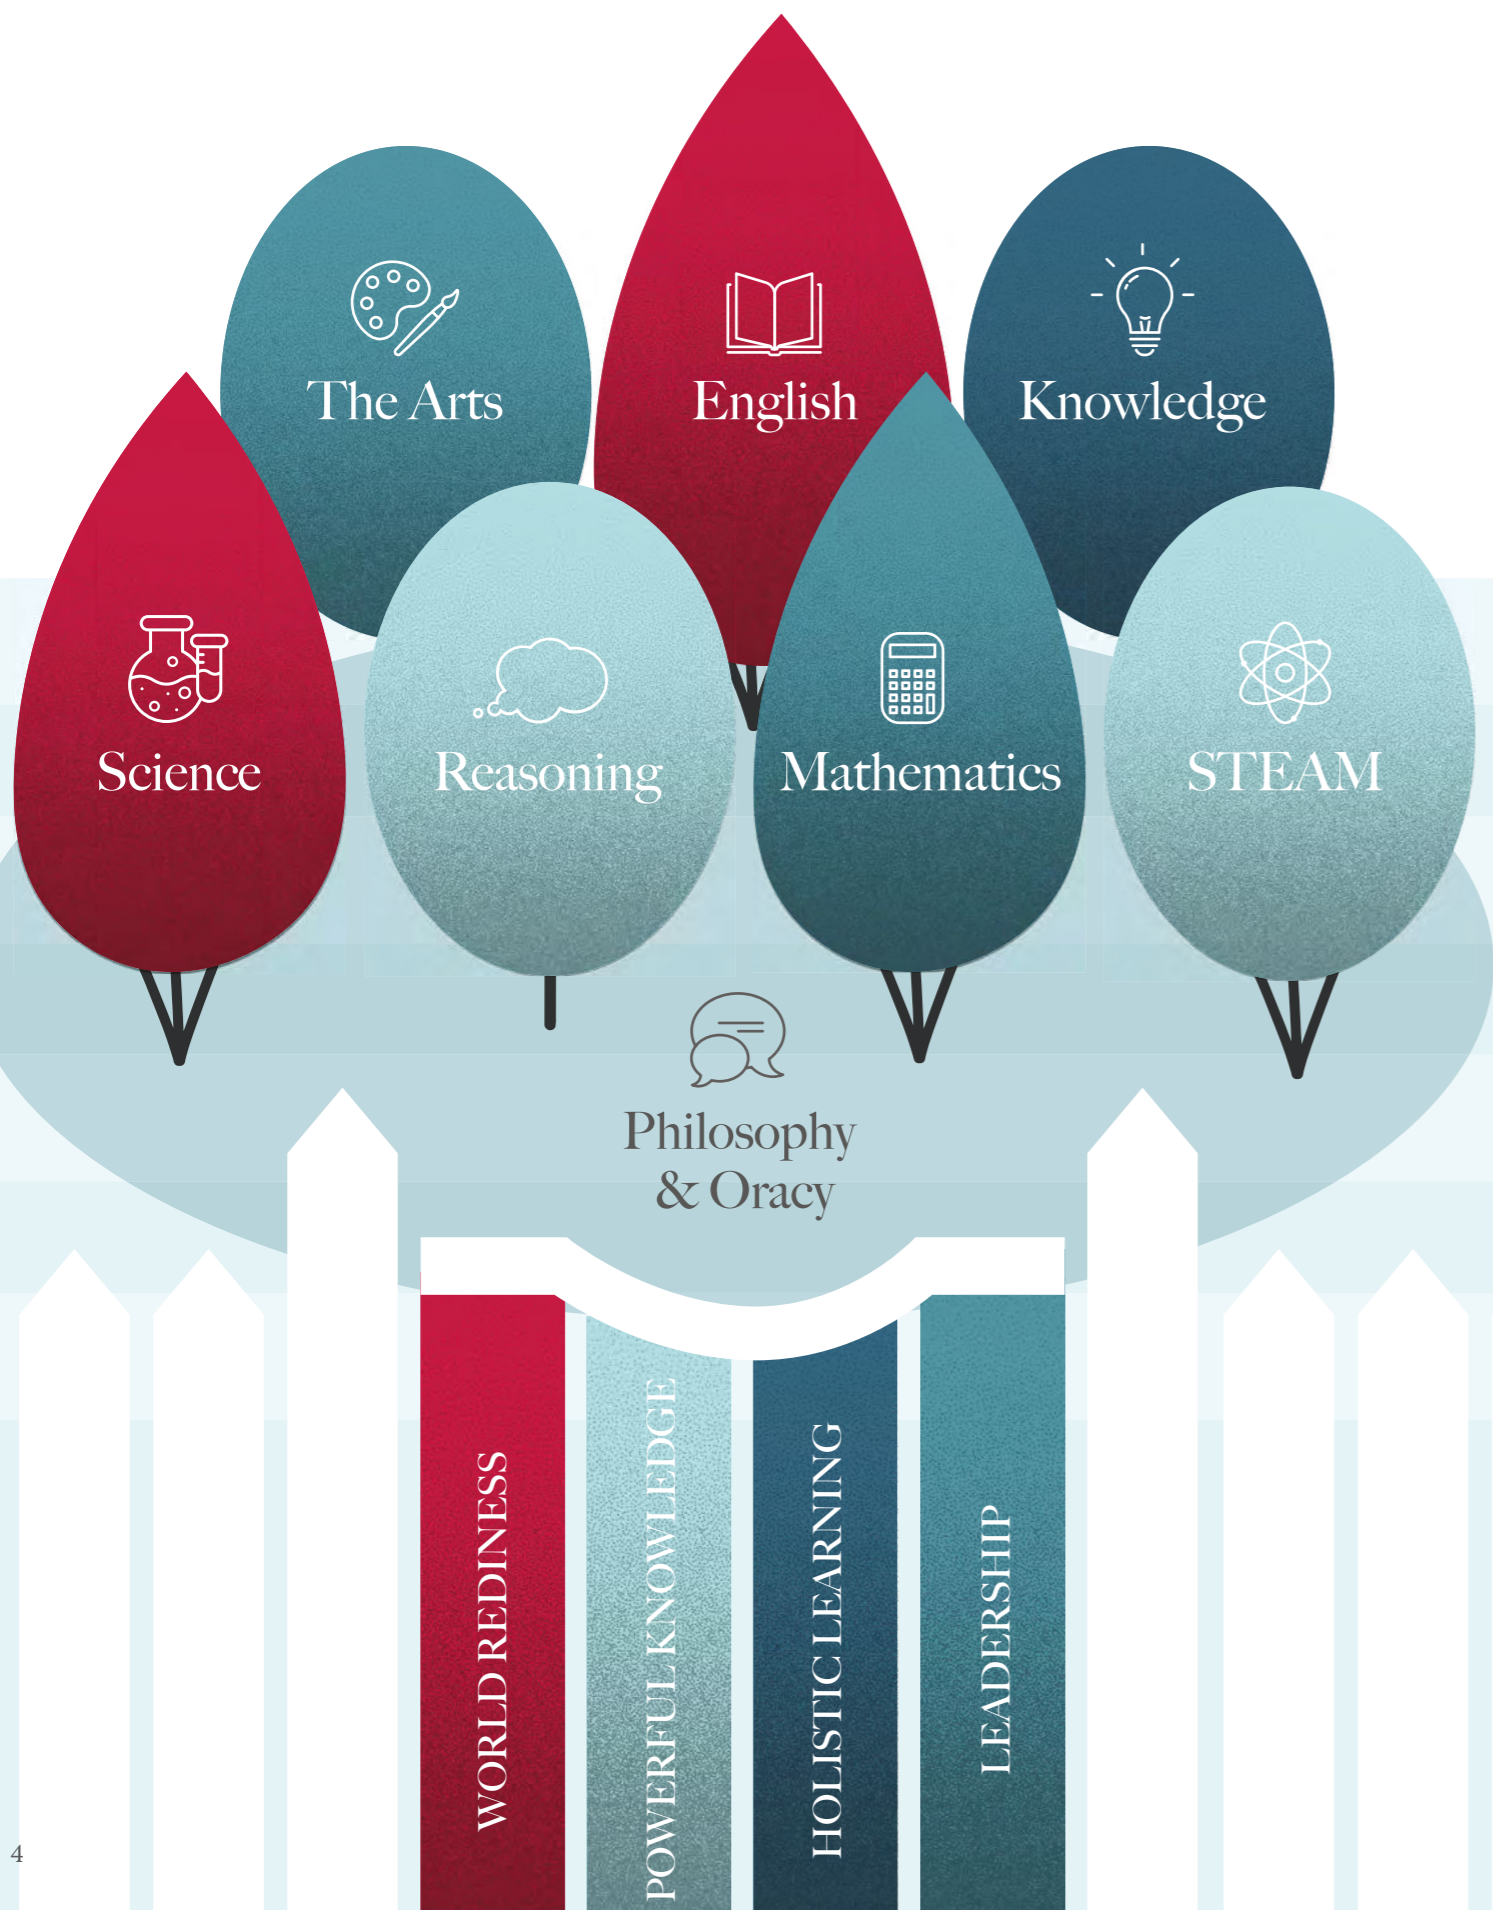 The Arts
English
Knowledge
Science
Reasoning
Mathematics
STEAM
Philosophy
& Oracy
WORLD REDINESS
POWERFUL KNOWLEDGE
HOLISTIC LEARNING
LEADERSHIP
4